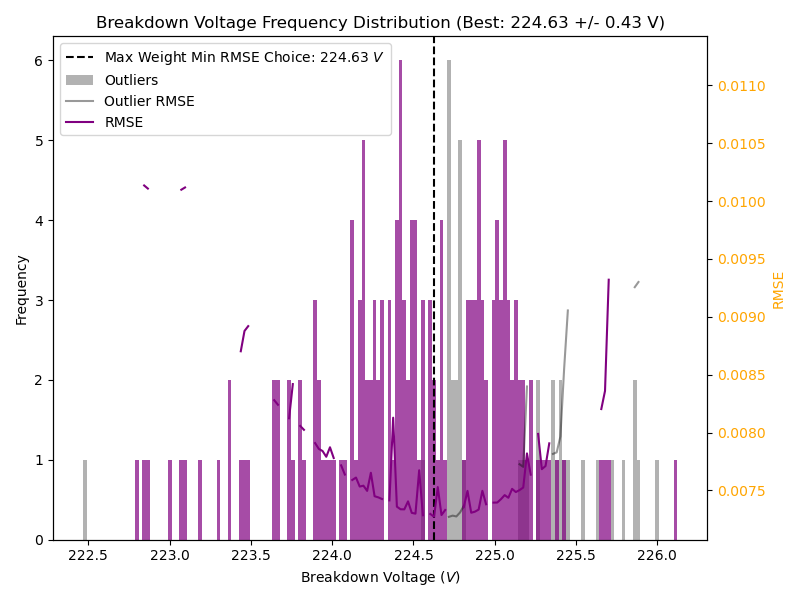 Breakdown Voltage Frequency Distribution (Best: 224.63 +/- 0.43 V)
Max Weight Min RMSE Choice: 224.63 V
Outliers
Outlier RMSE
RMSE
Frequency
6
5
4
3
2
1
0
0.0110
0.0105
0.0100
0.0095
0.0090
0.0085
0.0080
0.0075
RMSE
222.5 223.0 223.5 224.0 224.5 225.0 225.5 226.0
Breakdown Voltage (V)